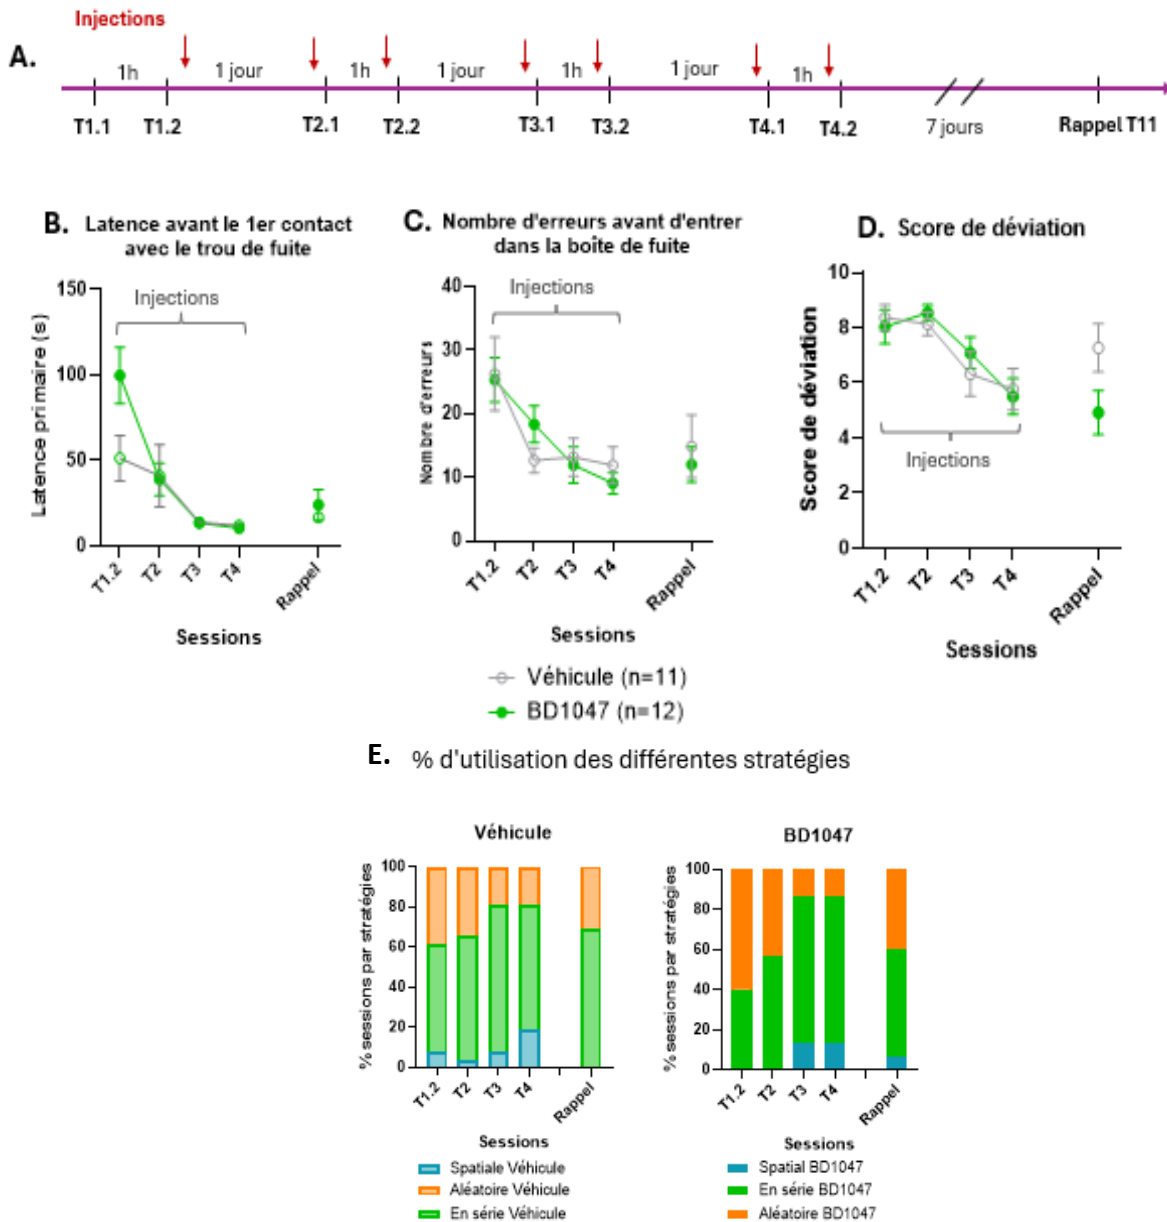 Injections
A.
1h
1 jour
1h
1 jour
1h
1 jour
1h
T1.1
T1.2
T2.1
T2.2
T3.1
T3.2
T4.1
T4.2
7 jours
Rappel T11
B. Latence avant le 1er contact
avec le trou de fuite
150
100
50
0
Latence primaire (s)
Injections
T1.2
T2
T3
T4
Rappel
Sessions
C. Nombre d'erreurs avant d'entrer
dans la boîte de fuite
40
30
20
10
0
Nombre d'erreurs
Injections
T1.2
T2
T3
T4
Rappel
Sessions
D. Score de déviation
10
8
6
4
2
0
Score de déviation
Injections
T1.2
T2
T3
T4
Rappel
Sessions
Véhicule (n=11)
BD1047 (n=12)
E. % d'utilisation des différentes stratégies
Véhicule
100
80
60
40
20
0
% sessions par stratégies
T1.2
T2
T3
T4
Rappel
Sessions
Spatiale Véhicule
Aléatoire Véhicule
En série Véhicule
BD1047
100
80
60
40
20
0
% sessions par stratégies
T1.2
T2
T3
T4
Rappel
Sessions
Spatial BD1047
En série BD1047
Aléatoire BD1047